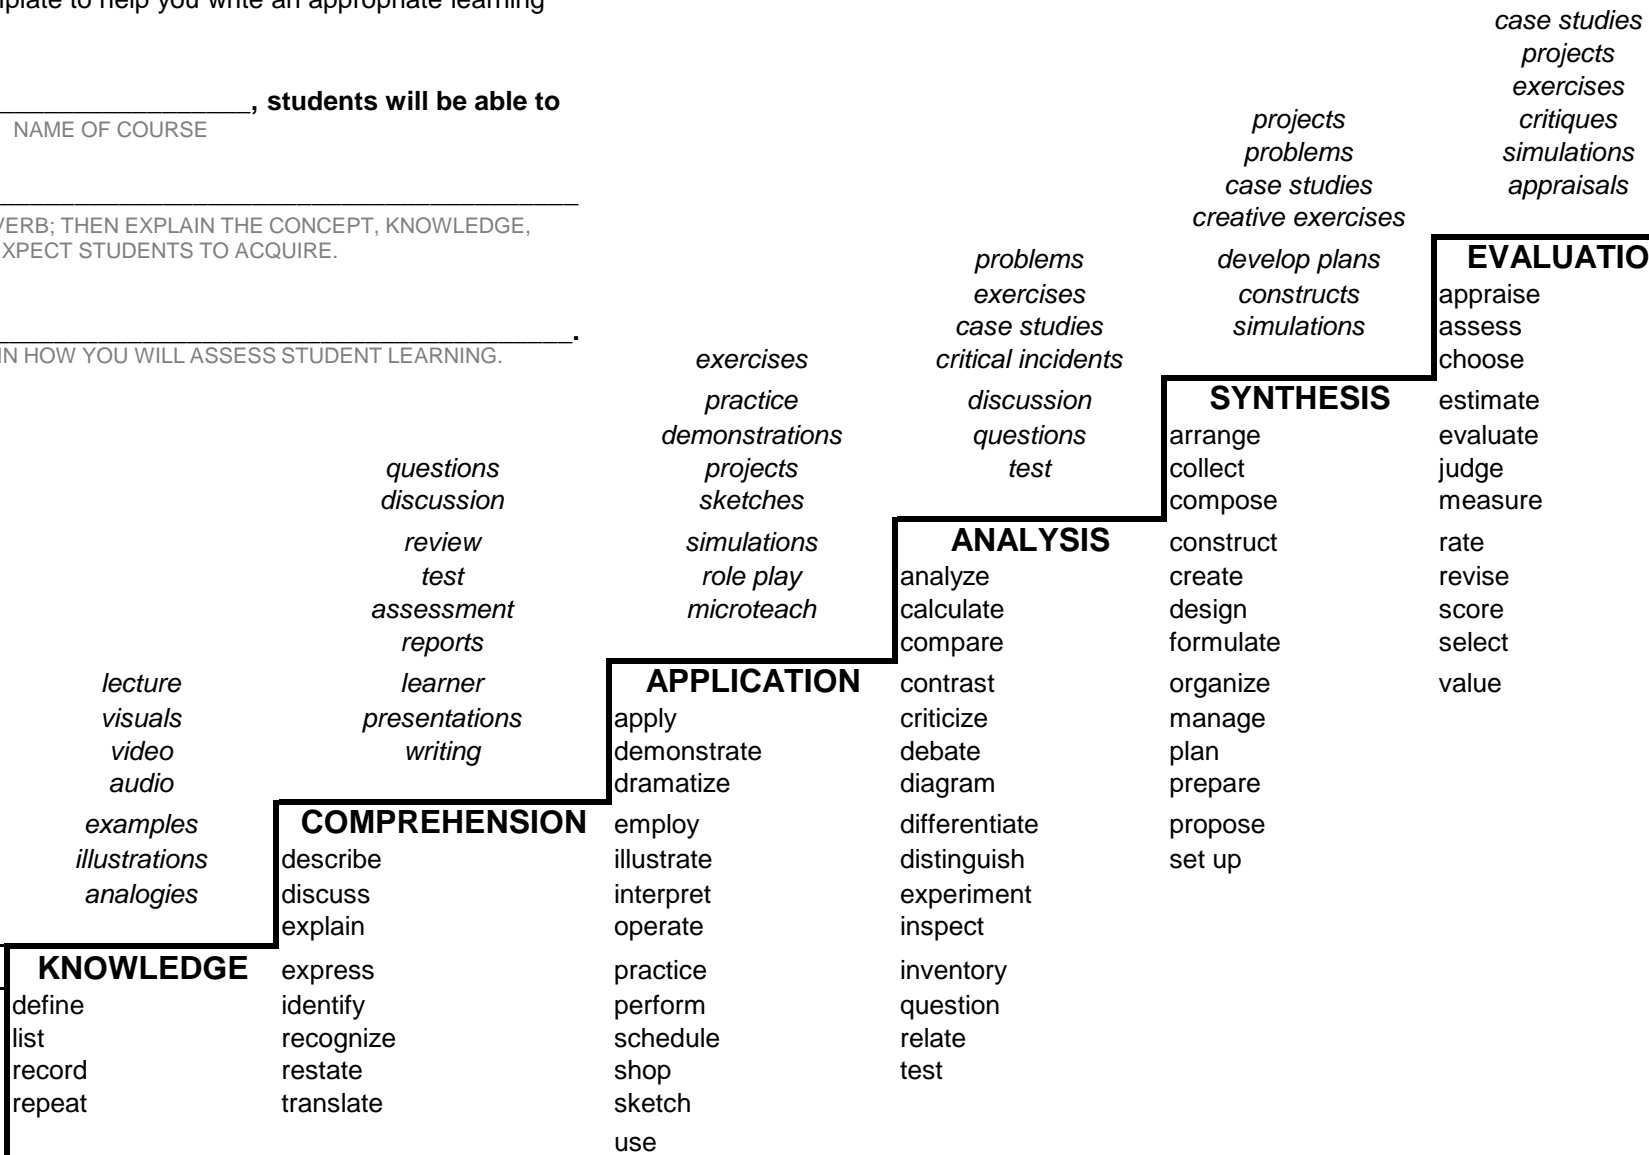 nplate to help you write an appropriate learning
, students will be able to
NAME OF COURSE
VERB; THEN EXPLAIN THE CONCEPT, KNOWLEDGE,
XPECT STUDENTS TO ACQUIRE.
.
IN HOW YOU WILL ASSESS STUDENT LEARNING.
lecture
visuals
video
audio
examples
illustrations
analogies
KNOWLEDGE
define
list
record
repeat
questions
discussion
review
test
assessment
reports
learner
presentations
writing
COMPREHENSION
describe
discuss
explain
express
identify
recognize
restate
translate
exercises
practice
demonstrations
projects
sketches
simulations
role play
microteach
APPLICATION
apply
demonstrate
dramatize
employ
illustrate
interpret
operate
practice
perform
schedule
shop
sketch
use
problems
exercises
case studies
critical incidents
discussion
questions
test
ANALYSIS
analyze
calculate
compare
contrast
criticize
debate
diagram
differentiate
distinguish
experiment
inspect
inventory
question
relate
test
projects
problems
case studies
creative exercises
develop plans
constructs
simulations
SYNTHESIS
arrange
collect
compose
construct
create
design
formulate
organize
manage
plan
prepare
propose
set up
case studies
projects
exercises
critiques
simulations
appraisals
EVALUATIO
appraise
assess
choose
estimate
evaluate
judge
measure
rate
revise
score
select
value